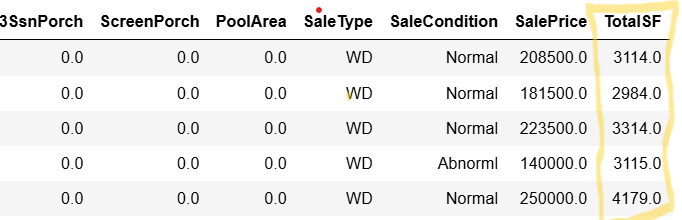 3SsnPorch ScreenPorch PoolArea SaleType SaleCondition SalePrice TotalSF
0.0 0.0 0.0 WD Normal 208500.0 3114.0
0.0 0.0 0.0 WD Normal 181500.0 2984.0
0.0 0.0 0.0 WD Normal 223500.0 3314.0
0.0 0.0 0.0 WD Abnorml 140000.0 3115.0
0.0 0.0 0.0 WD Normal 250000.0 4179.0